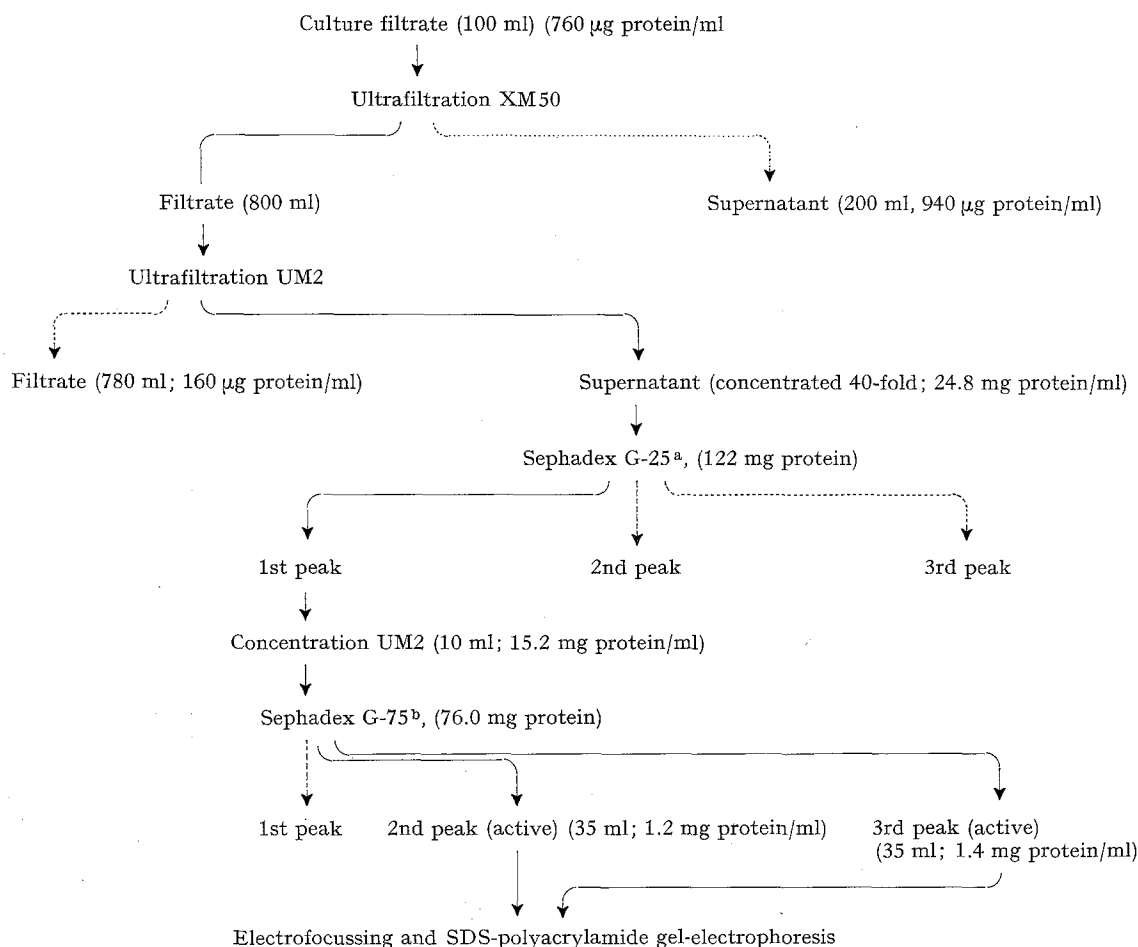 Culture filtrate (100 ml) (760 µg protein/ml
Ultrafiltration XM50
Filtrate (800 ml)
Supernatant (200 ml, 940 µg protein/ml)
Ultrafiltration UM2
Filtrate (780 ml; 160 µg protein/ml)
Supernatant (concentrated 40-fold; 24.8 mg protein/ml)
Sephadex G-25ᵃ, (122 mg protein)
1st peak
2nd peak
3rd peak
Concentration UM2 (10 ml; 15.2 mg protein/ml)
Sephadex G-75ᵇ, (76.0 mg protein)
1st peak
2nd peak (active) (35 ml; 1.2 mg protein/ml)
3rd peak (active)
(35 ml; 1.4 mg protein/ml)
Electrofocussing and SDS-polyacrylamide gel-electrophoresis